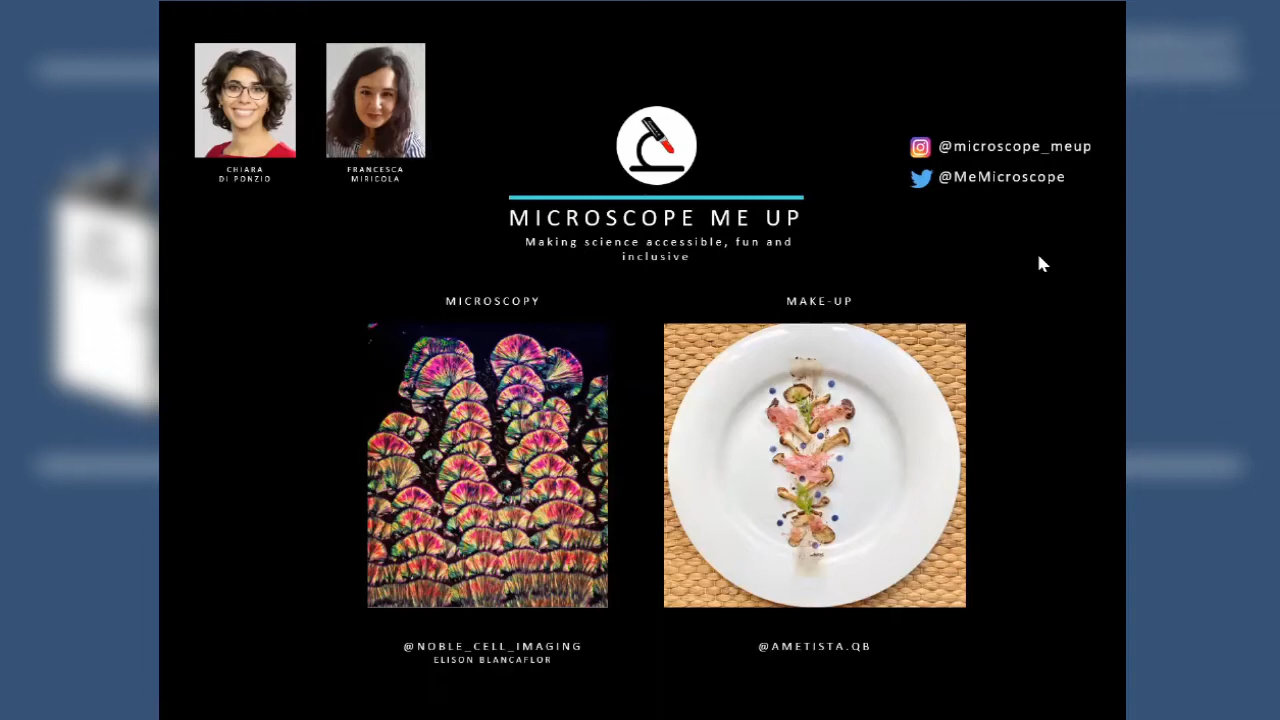 CHIARA
DI PONZIO
FRANCESCA
MIRICOLA
@microscope_meup
@MeMicroscope
MICROSCOPE ME UP
Making science accessible, fun and
inclusive
MICROSCOPY
MAKE-UP
@NOBLE_CELL_IMAGING
ELISON BLANCAFLOR
@AMETISTA.QB